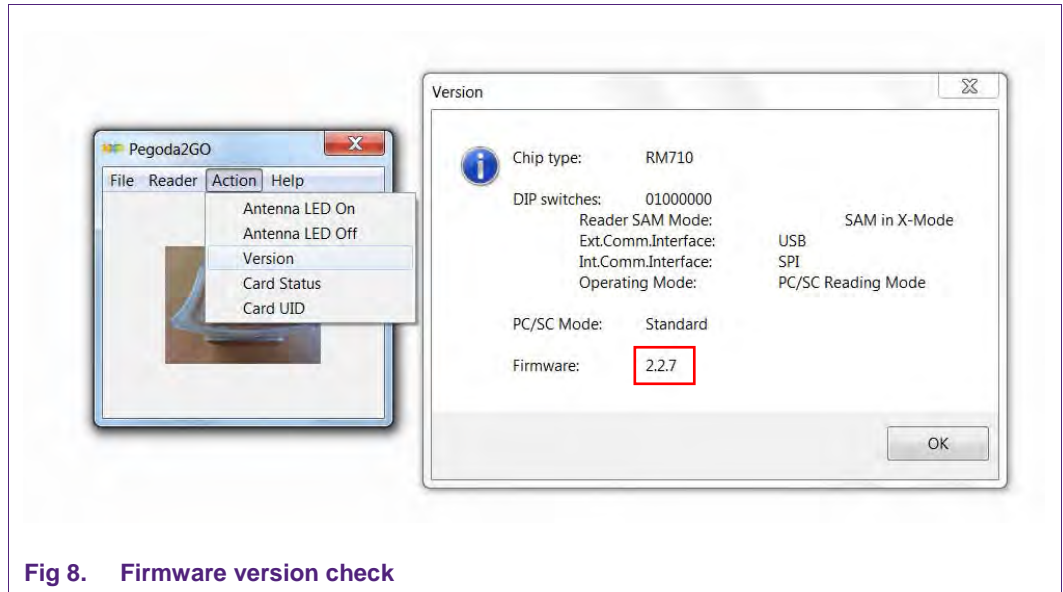 Pegoda2GO
File Reader Action Help
Antenna LED On
Antenna LED Off
Version
Card Status
Card UID
Version
Chip type: RM710
DIP switches: 01000000
Reader SAM Mode: SAM in X-Mode
Ext.Comm.Interface: USB
Int.Comm.Interface: SPI
Operating Mode: PC/SC Reading Mode
PC/SC Mode: Standard
Firmware: 2.2.7
OK
Fig 8. Firmware version check